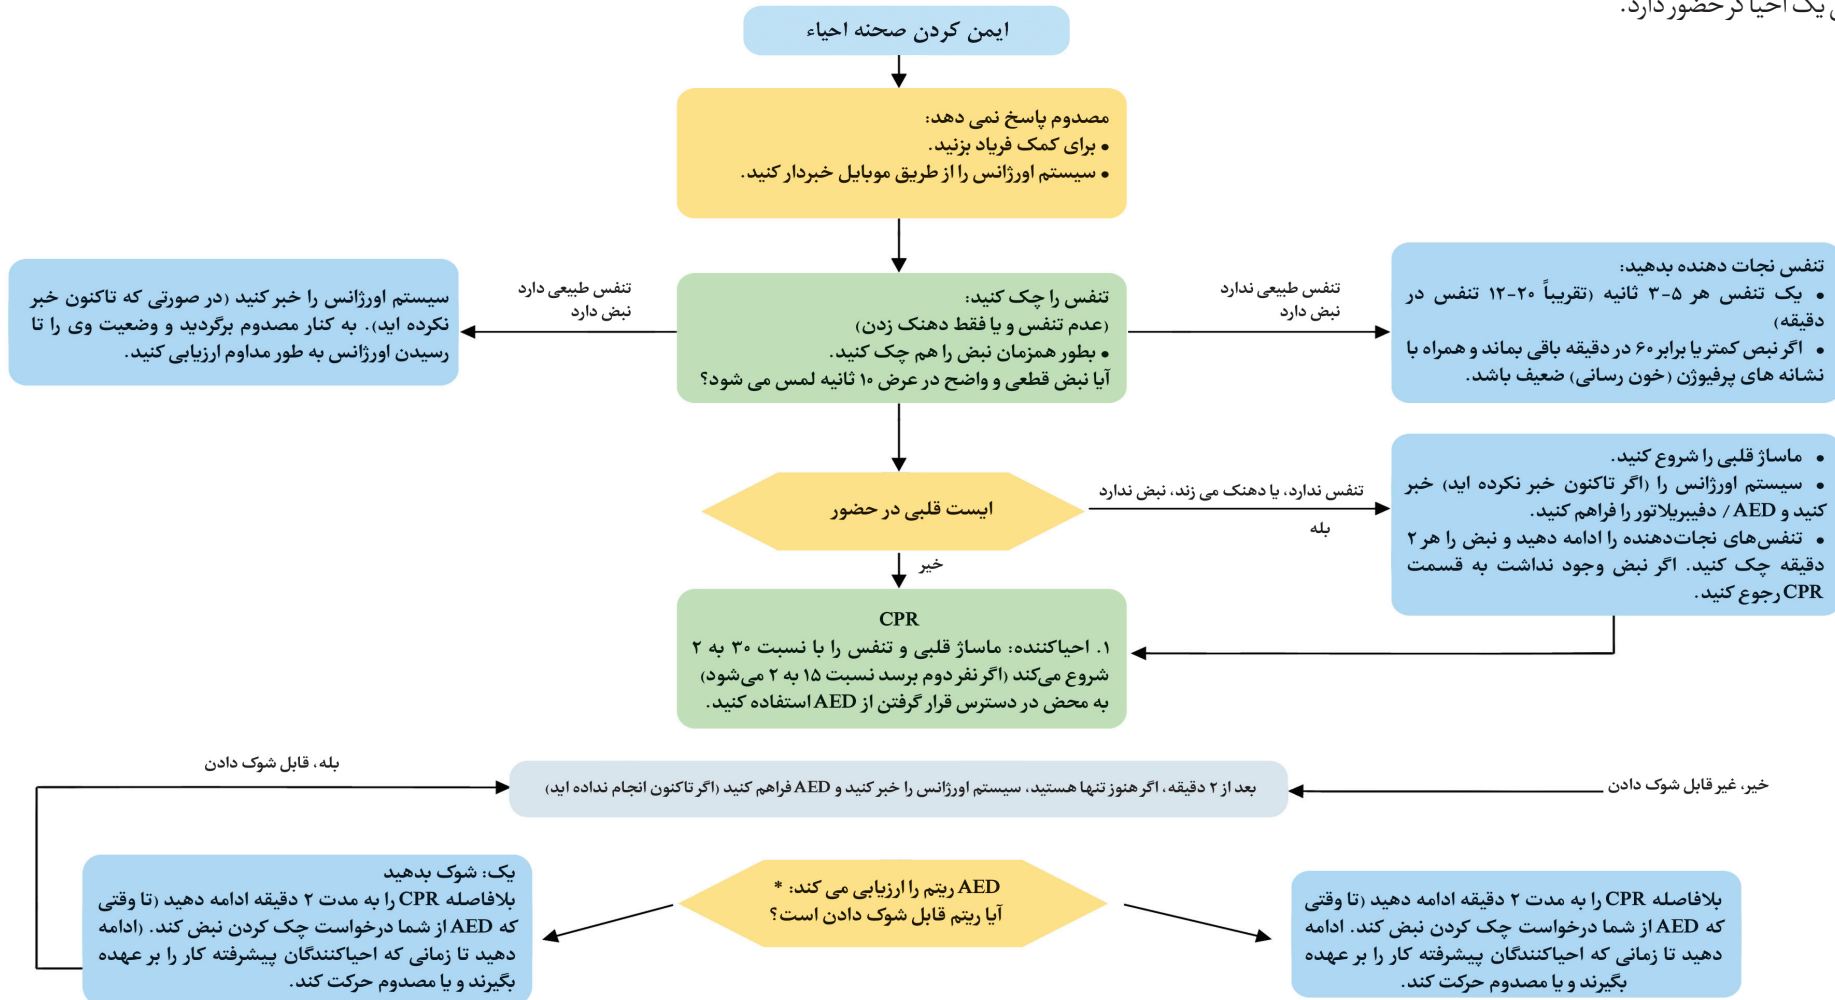 یک احیا گر حضور دارد.
ایمن کردن صحنه احیاء
مصدوم پاسخ نمی دهد:
• برای کمک فریاد بزنید.
• سیستم اورژانس را از طریق موبایل خبردار کنید.
تنفس نجات دهنده بدهید:
• یک تنفس هر ۵-۳ ثانیه (تقریباً ۲۰-۱۲ تنفس در
دقیقه)
• اگر نبض کمتر یا برابر ۶۰ در دقیقه باقی بماند و همراه با
نشانه های پرفیوژن (خون رسانی) ضعیف باشد.
تنفس طبیعی ندارد
نبض دارد
تنفس را چک کنید:
(عدم تنفس و یا فقط دهنک زدن)
• بطور همزمان نبض را هم چک کنید.
آیا نبض قطعی و واضح در عرض ۱۰ ثانیه لمس می شود؟
تنفس طبیعی دارد
نبض دارد
سیستم اورژانس را خبر کنید (در صورتی که تاکنون خبر
نکرده اید). به کنار مصدوم برگردید و وضعیت وی را تا
رسیدن اورژانس به طور مداوم ارزیابی کنید.
• ماساژ قلبی را شروع کنید.
• سیستم اورژانس را (اگر تاکنون خبر نکرده اید) خبر
کنید و AED / دفیبریلاتور را فراهم کنید.
• تنفس‌های نجات‌دهنده را ادامه دهید و نبض را هر ۲
دقیقه چک کنید. اگر نبض وجود نداشت به قسمت
CPR رجوع کنید.
تنفس ندارد، یا دهنک می زند، نبض ندارد
بله
ایست قلبی در حضور
خیر
CPR
۱. احیاکننده: ماساژ قلبی و تنفس را با نسبت ۳۰ به ۲
شروع می‌کند (اگر نفر دوم برسد نسبت ۱۵ به ۲ می‌شود)
به محض در دسترس قرار گرفتن از AED استفاده کنید.
خیر، غیر قابل شوک دادن
بعد از ۲ دقیقه، اگر هنوز تنها هستید، سیستم اورژانس را خبر کنید و AED فراهم کنید (اگر تاکنون انجام نداده اید)
بله، قابل شوک دادن
بلافاصله CPR را به مدت ۲ دقیقه ادامه دهید (تا وقتی
که AED از شما درخواست چک کردن نبض کند. ادامه
دهید تا زمانی که احیاکنندگان پیشرفته کار را بر عهده
بگیرند و یا مصدوم حرکت کند.
AED ریتم را ارزیابی می کند: *
آیا ریتم قابل شوک دادن است؟
یک: شوک بدهید
بلافاصله CPR را به مدت ۲ دقیقه ادامه دهید (تا وقتی
که AED از شما درخواست چک کردن نبض کند. (ادامه
دهید تا زمانی که احیاکنندگان پیشرفته کار را بر عهده
بگیرند و یا مصدوم حرکت کند.